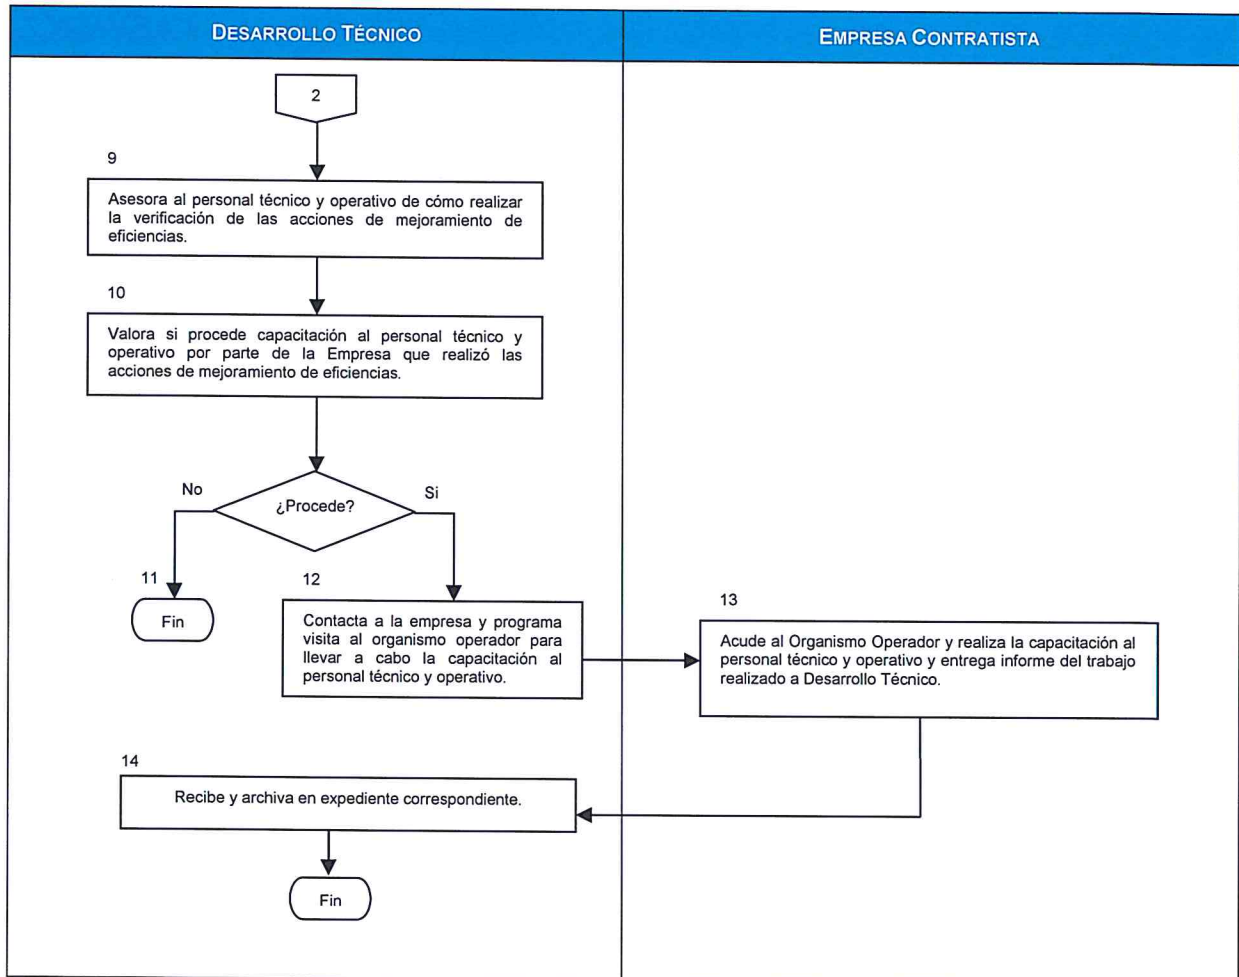 DESARROLLO TÉCNICO
EMPRESA CONTRATISTA
2
9
Asesora al personal técnico y operativo de cómo realizar
la verificación de las acciones de mejoramiento de
eficiencias.
10
Valora si procede capacitación al personal técnico y
operativo por parte de la Empresa que realizó las
acciones de mejoramiento de eficiencias.
¿Procede?
No
Si
11
Fin
12
Contacta a la empresa y programa
visita al organismo operador para
llevar a cabo la capacitación al
personal técnico y operativo.
13
Acude al Organismo Operador y realiza la capacitación al
personal técnico y operativo y entrega informe del trabajo
realizado a Desarrollo Técnico.
14
Recibe y archiva en expediente correspondiente.
Fin